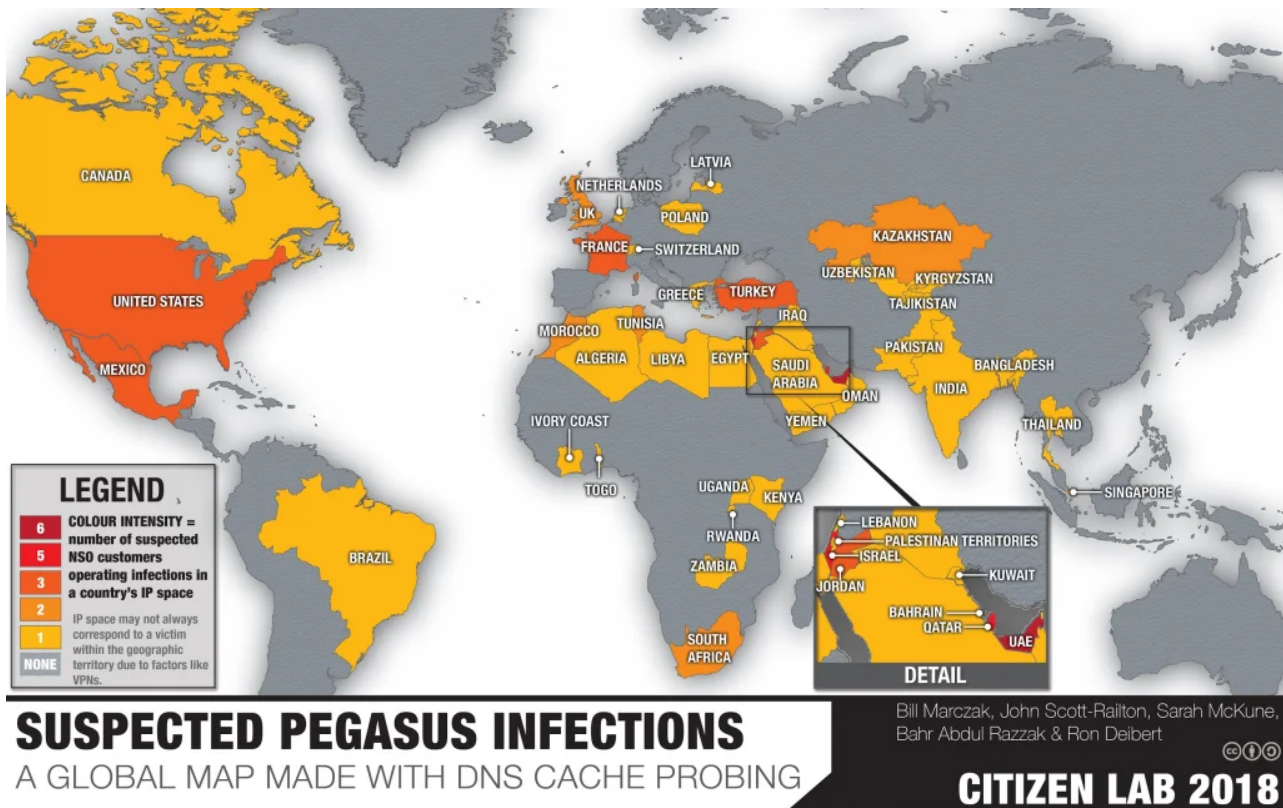 CANADA
UNITED STATES
MEXICO
BRAZIL
LATVIA
NETHERLANDS
UK
POLAND
FRANCE
SWITZERLAND
GREECE
TURKEY
KAZAKHSTAN
UZBEKISTAN
KYRGYZSTAN
TAJIKISTAN
MOROCCO
TUNISIA
IRAQ
ALGERIA
LIBYA
EGYPT
SAUDI
ARABIA
OMAN
YEMEN
PAKISTAN
BANGLADESH
INDIA
THAILAND
SINGAPORE
IVORY COAST
TOGO
UGANDA
KENYA
RWANDA
ZAMBIA
SOUTH
AFRICA
LEBANON
PALESTINAN TERRITORIES
ISRAEL
JORDAN
KUWAIT
BAHRAIN
QATAR
UAE
DETAIL
LEGEND
6
5
3
2
1
NONE
COLOUR INTENSITY =
number of suspected
NSO customers
operating infections in
a country's IP space
IP space may not always
correspond to a victim
within the geographic
territory due to factors like
VPNs.
SUSPECTED PEGASUS INFECTIONS
A GLOBAL MAP MADE WITH DNS CACHE PROBING
Bill Marczak, John Scott-Railton, Sarah McKune,
Bahr Abdul Razzak & Ron Deibert
cc
CITIZEN LAB 2018